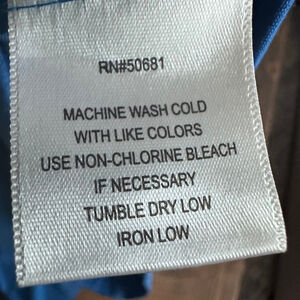 RN#50681
MACHINE WASH COLD
WITH LIKE COLORS
USE NON-CHLORINE BLEACH
IF NECESSARY
TUMBLE DRY LOW
IRON LOW